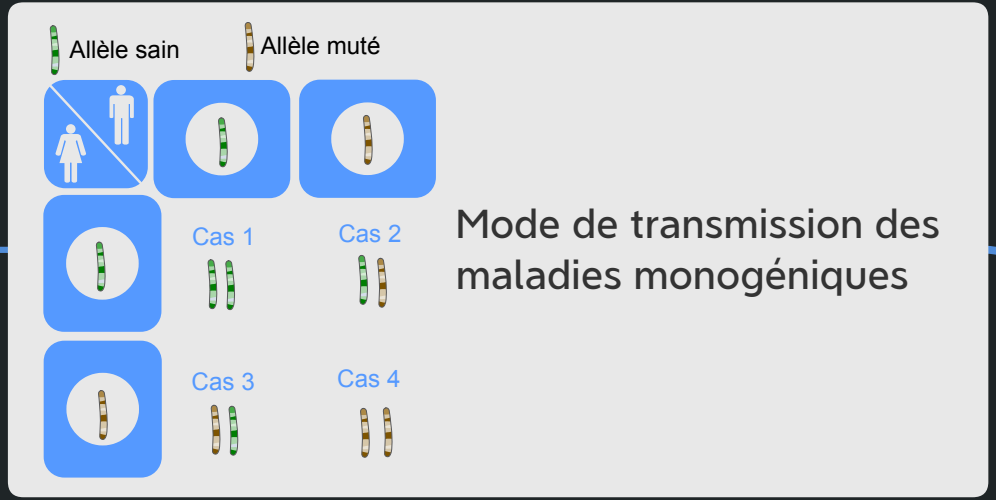 Allèle sain
Allèle muté
Cas 1
Cas 2
Mode de transmission des
maladies monogéniques
Cas 3
Cas 4